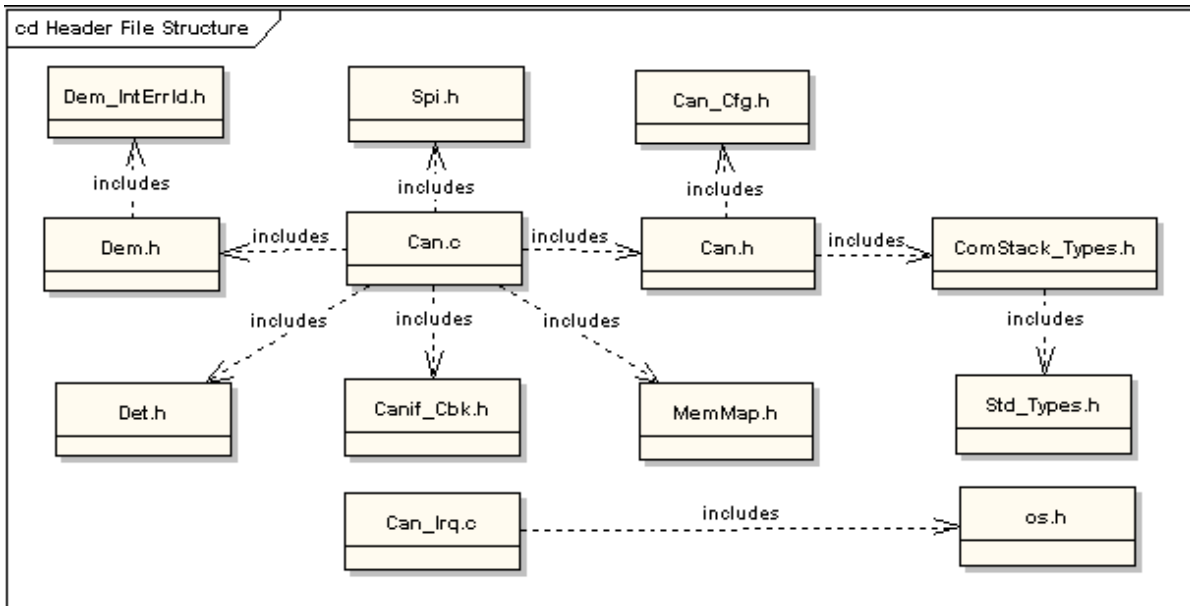 cd Header File Structure
Dem_IntErrId.h
Spi.h
Can_Cfg.h
includes
includes
includes
Dem.h
includes
Can.c
includes
Can.h
includes
ComStack_Types.h
includes
includes
includes
includes
Det.h
Canif_Cbk.h
MemMap.h
Std_Types.h
Can_Irq.c
includes
os.h